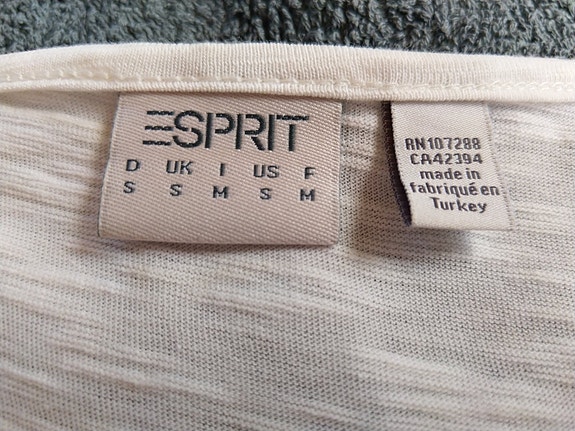 ESPRIT
D UK I US F
S S M S M
RN107288
CA42394
made in
fabriqué en
Turkey